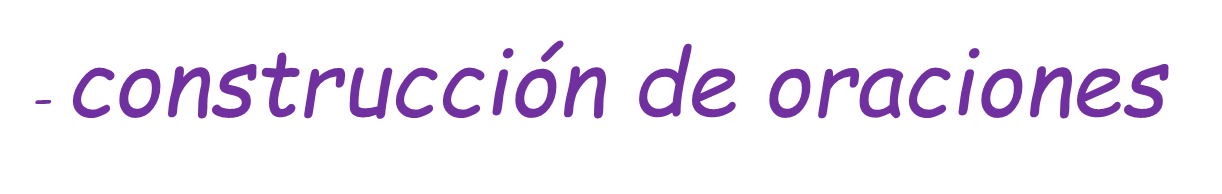 - construcción de oraciones